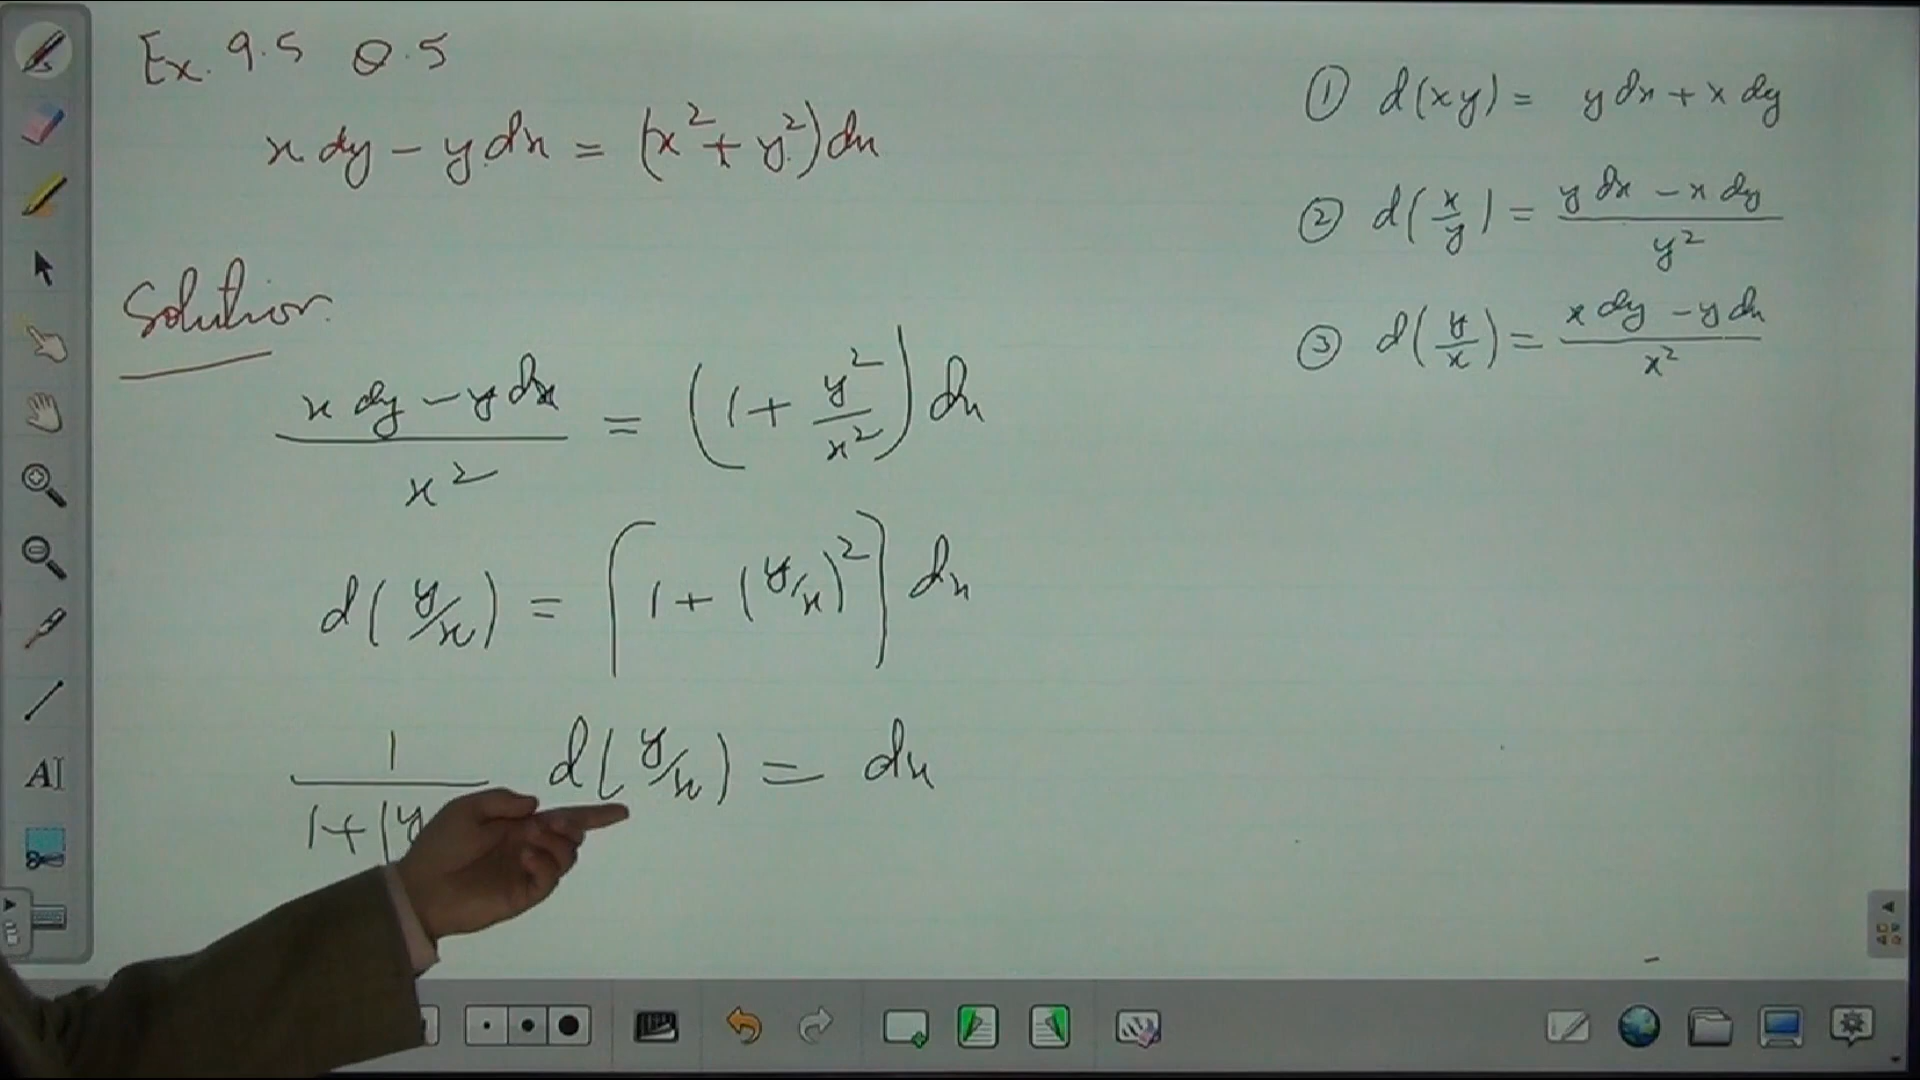 Ex. 9.5 Q.5
x dy - y dx = (x² + y²) dx
Solution.
x dy - y dx / x² = (1 + y²/x²) dx
d(y/x) = [1 + (y/x)²] dx
1 / 1 + (y d(y/x) = dx
① d(xy) = y dx + x dy
② d(x/y) = y dx - x dy / y²
③ d(y/x) = x dy - y dx / x²
AI